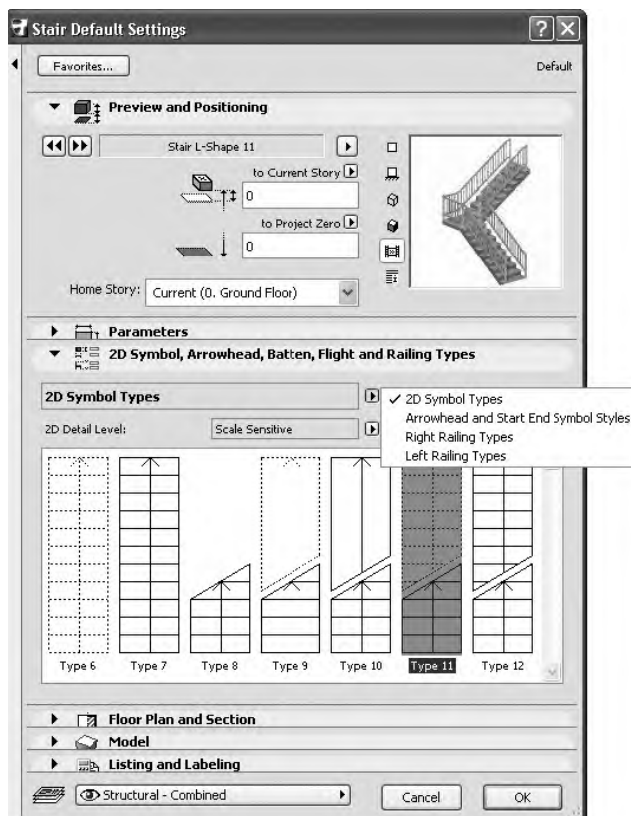 Stair Default Settings
Favorites...
Default
Preview and Positioning
Stair L-Shape 11
to Current Story
0
to Project Zero
0
Home Story: Current (0. Ground Floor)
Parameters
2D Symbol, Arrowhead, Batten, Flight and Railing Types
2D Symbol Types
✓ 2D Symbol Types
Arrowhead and Start End Symbol Styles
Right Railing Types
Left Railing Types
2D Detail Level: Scale Sensitive
Type 6 Type 7 Type 8 Type 9 Type 10 Type 11 Type 12
Floor Plan and Section
Model
Listing and Labeling
Structural - Combined
Cancel
OK